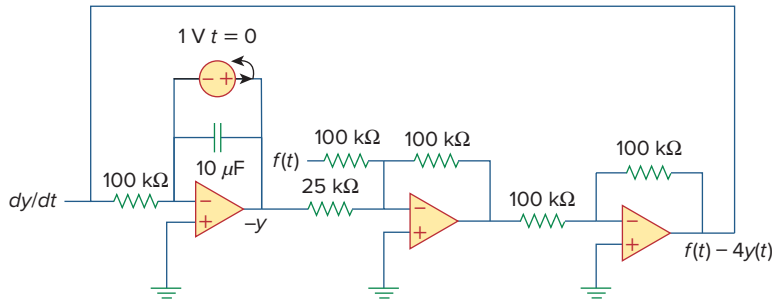 1 V t = 0
− +
100 kΩ 100 kΩ 100 kΩ
f(t)
10 μF
100 kΩ 25 kΩ 100 kΩ
dy/dt
− − −
+ + +
−y
f(t) − 4y(t)